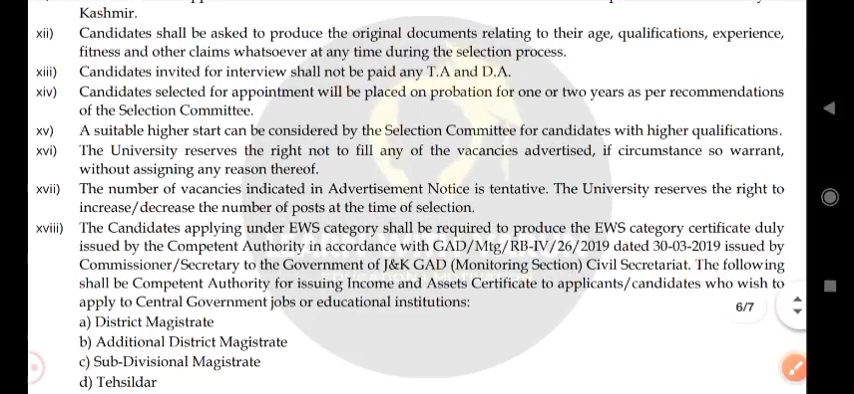 Kashmir.
xii) Candidates shall be asked to produce the original documents relating to their age, qualifications, experience,
fitness and other claims whatsoever at any time during the selection process.
xiii) Candidates invited for interview shall not be paid any T.A and D.A.
xiv) Candidates selected for appointment will be placed on probation for one or two years as per recommendations
of the Selection Committee.
xv) A suitable higher start can be considered by the Selection Committee for candidates with higher qualifications.
xvi) The University reserves the right not to fill any of the vacancies advertised, if circumstance so warrant,
without assigning any reason thereof.
xvii) The number of vacancies indicated in Advertisement Notice is tentative. The University reserves the right to
increase/decrease the number of posts at the time of selection.
xviii) The Candidates applying under EWS category shall be required to produce the EWS category certificate duly
issued by the Competent Authority in accordance with GAD/Mtg/RB-IV/26/2019 dated 30-03-2019 issued by
Commissioner/Secretary to the Government of J&K GAD (Monitoring Section) Civil Secretariat. The following
shall be Competent Authority for issuing Income and Assets Certificate to applicants/candidates who wish to
apply to Central Government jobs or educational institutions:
6/7
a) District Magistrate
b) Additional District Magistrate
c) Sub-Divisional Magistrate
d) Tehsildar